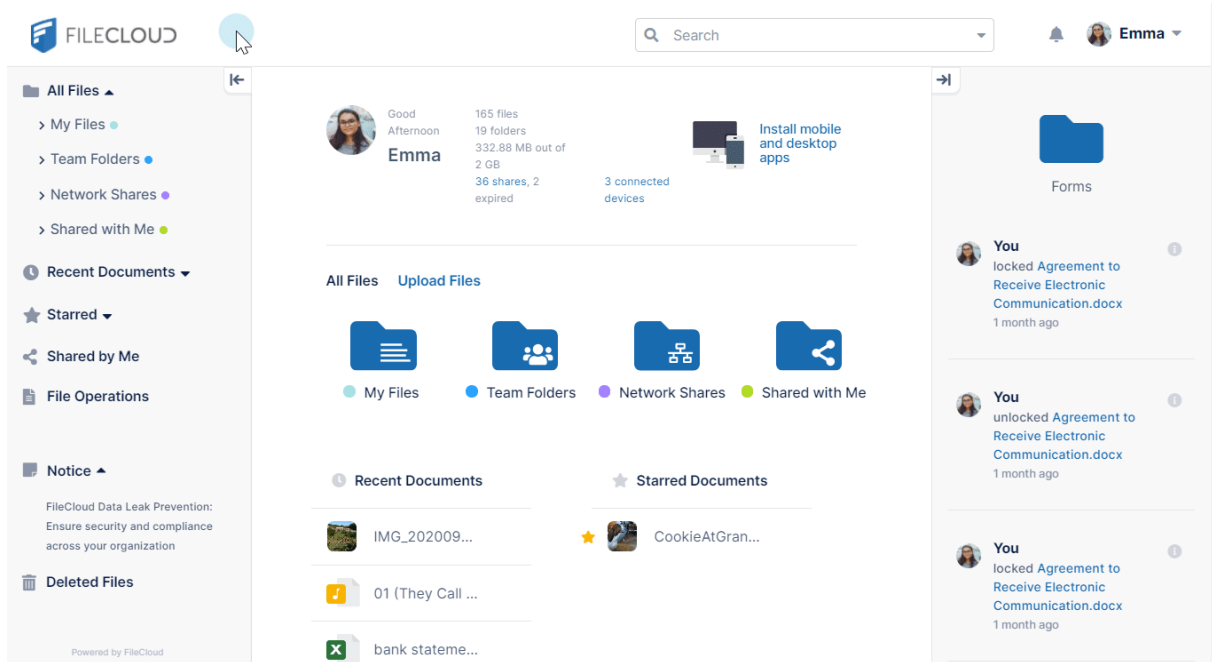 FILECLOUD
Search
Emma
All Files
My Files
Team Folders
Network Shares
Shared with Me
Recent Documents
Starred
Shared by Me
File Operations
Notice
FileCloud Data Leak Prevention:
Ensure security and compliance
across your organization
Deleted Files
Powered by FileCloud
Good
Afternoon
Emma
165 files
19 folders
332.88 MB out of
2 GB
36 shares, 2
expired
3 connected
devices
Install mobile
and desktop
apps
All Files Upload Files
My Files Team Folders Network Shares Shared with Me
Recent Documents
IMG_202009...
01 (They Call ...
bank stateme...
Starred Documents
CookieAtGran...
Forms
You
locked Agreement to
Receive Electronic
Communication.docx
1 month ago
You
unlocked Agreement to
Receive Electronic
Communication.docx
1 month ago
You
locked Agreement to
Receive Electronic
Communication.docx
1 month ago